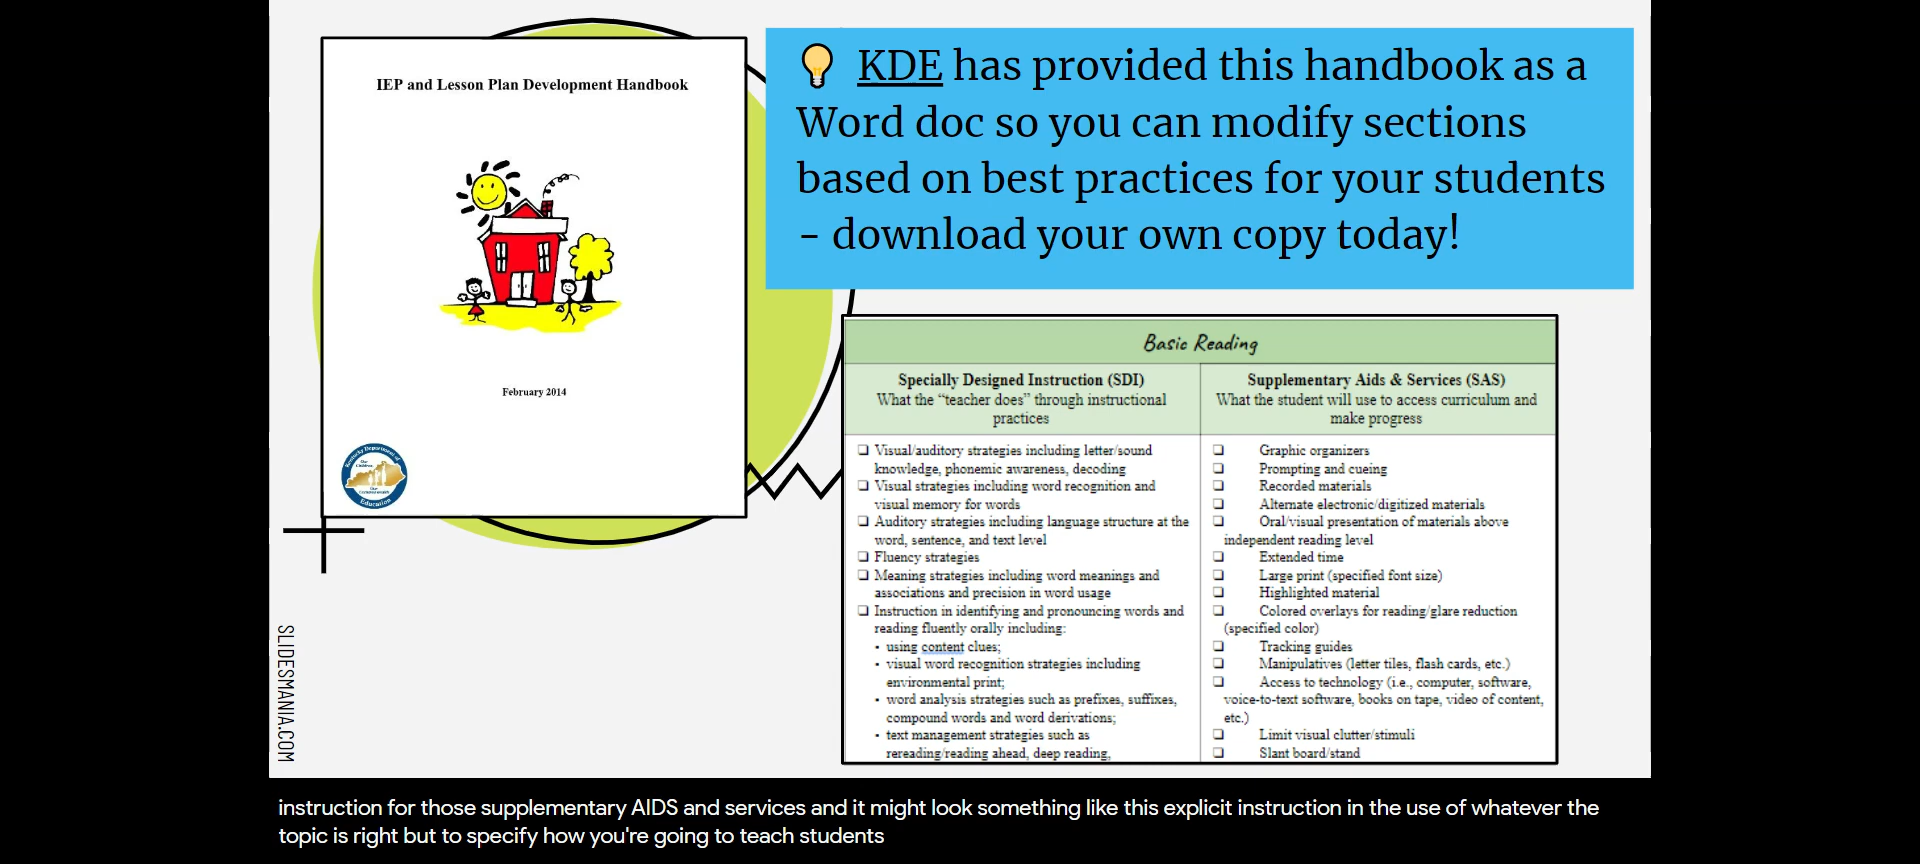 IEP and Lesson Plan Development Handbook
February 2014
Kentucky Department of
Our
Children
Our
Commonwealth
Education
KDE has provided this handbook as a
Word doc so you can modify sections
based on best practices for your students
- download your own copy today!
Basic Reading
Specially Designed Instruction (SDI)
What the “teacher does” through instructional
practices
❏ Visual/auditory strategies including letter/sound
knowledge, phonemic awareness, decoding
❏ Visual strategies including word recognition and
visual memory for words
❏ Auditory strategies including language structure at the
word, sentence, and text level
❏ Fluency strategies
❏ Meaning strategies including word meanings and
associations and precision in word usage
❏ Instruction in identifying and pronouncing words and
reading fluently orally including:
• using content clues;
• visual word recognition strategies including
environmental print;
• word analysis strategies such as prefixes, suffixes,
compound words and word derivations;
• text management strategies such as
rereading/reading ahead, deep reading,
Supplementary Aids & Services (SAS)
What the student will use to access curriculum and
make progress
❏ Graphic organizers
❏ Prompting and cueing
❏ Recorded materials
❏ Alternate electronic/digitized materials
❏ Oral/visual presentation of materials above
independent reading level
❏ Extended time
❏ Large print (specified font size)
❏ Highlighted material
❏ Colored overlays for reading/glare reduction
(specified color)
❏ Tracking guides
❏ Manipulatives (letter tiles, flash cards, etc.)
❏ Access to technology (i.e., computer, software,
voice-to-text software, books on tape, video of content,
etc.)
❏ Limit visual clutter/stimuli
❏ Slant board/stand
SLIDESMANIA.COM
instruction for those supplementary AIDS and services and it might look something like this explicit instruction in the use of whatever the
topic is right but to specify how you're going to teach students